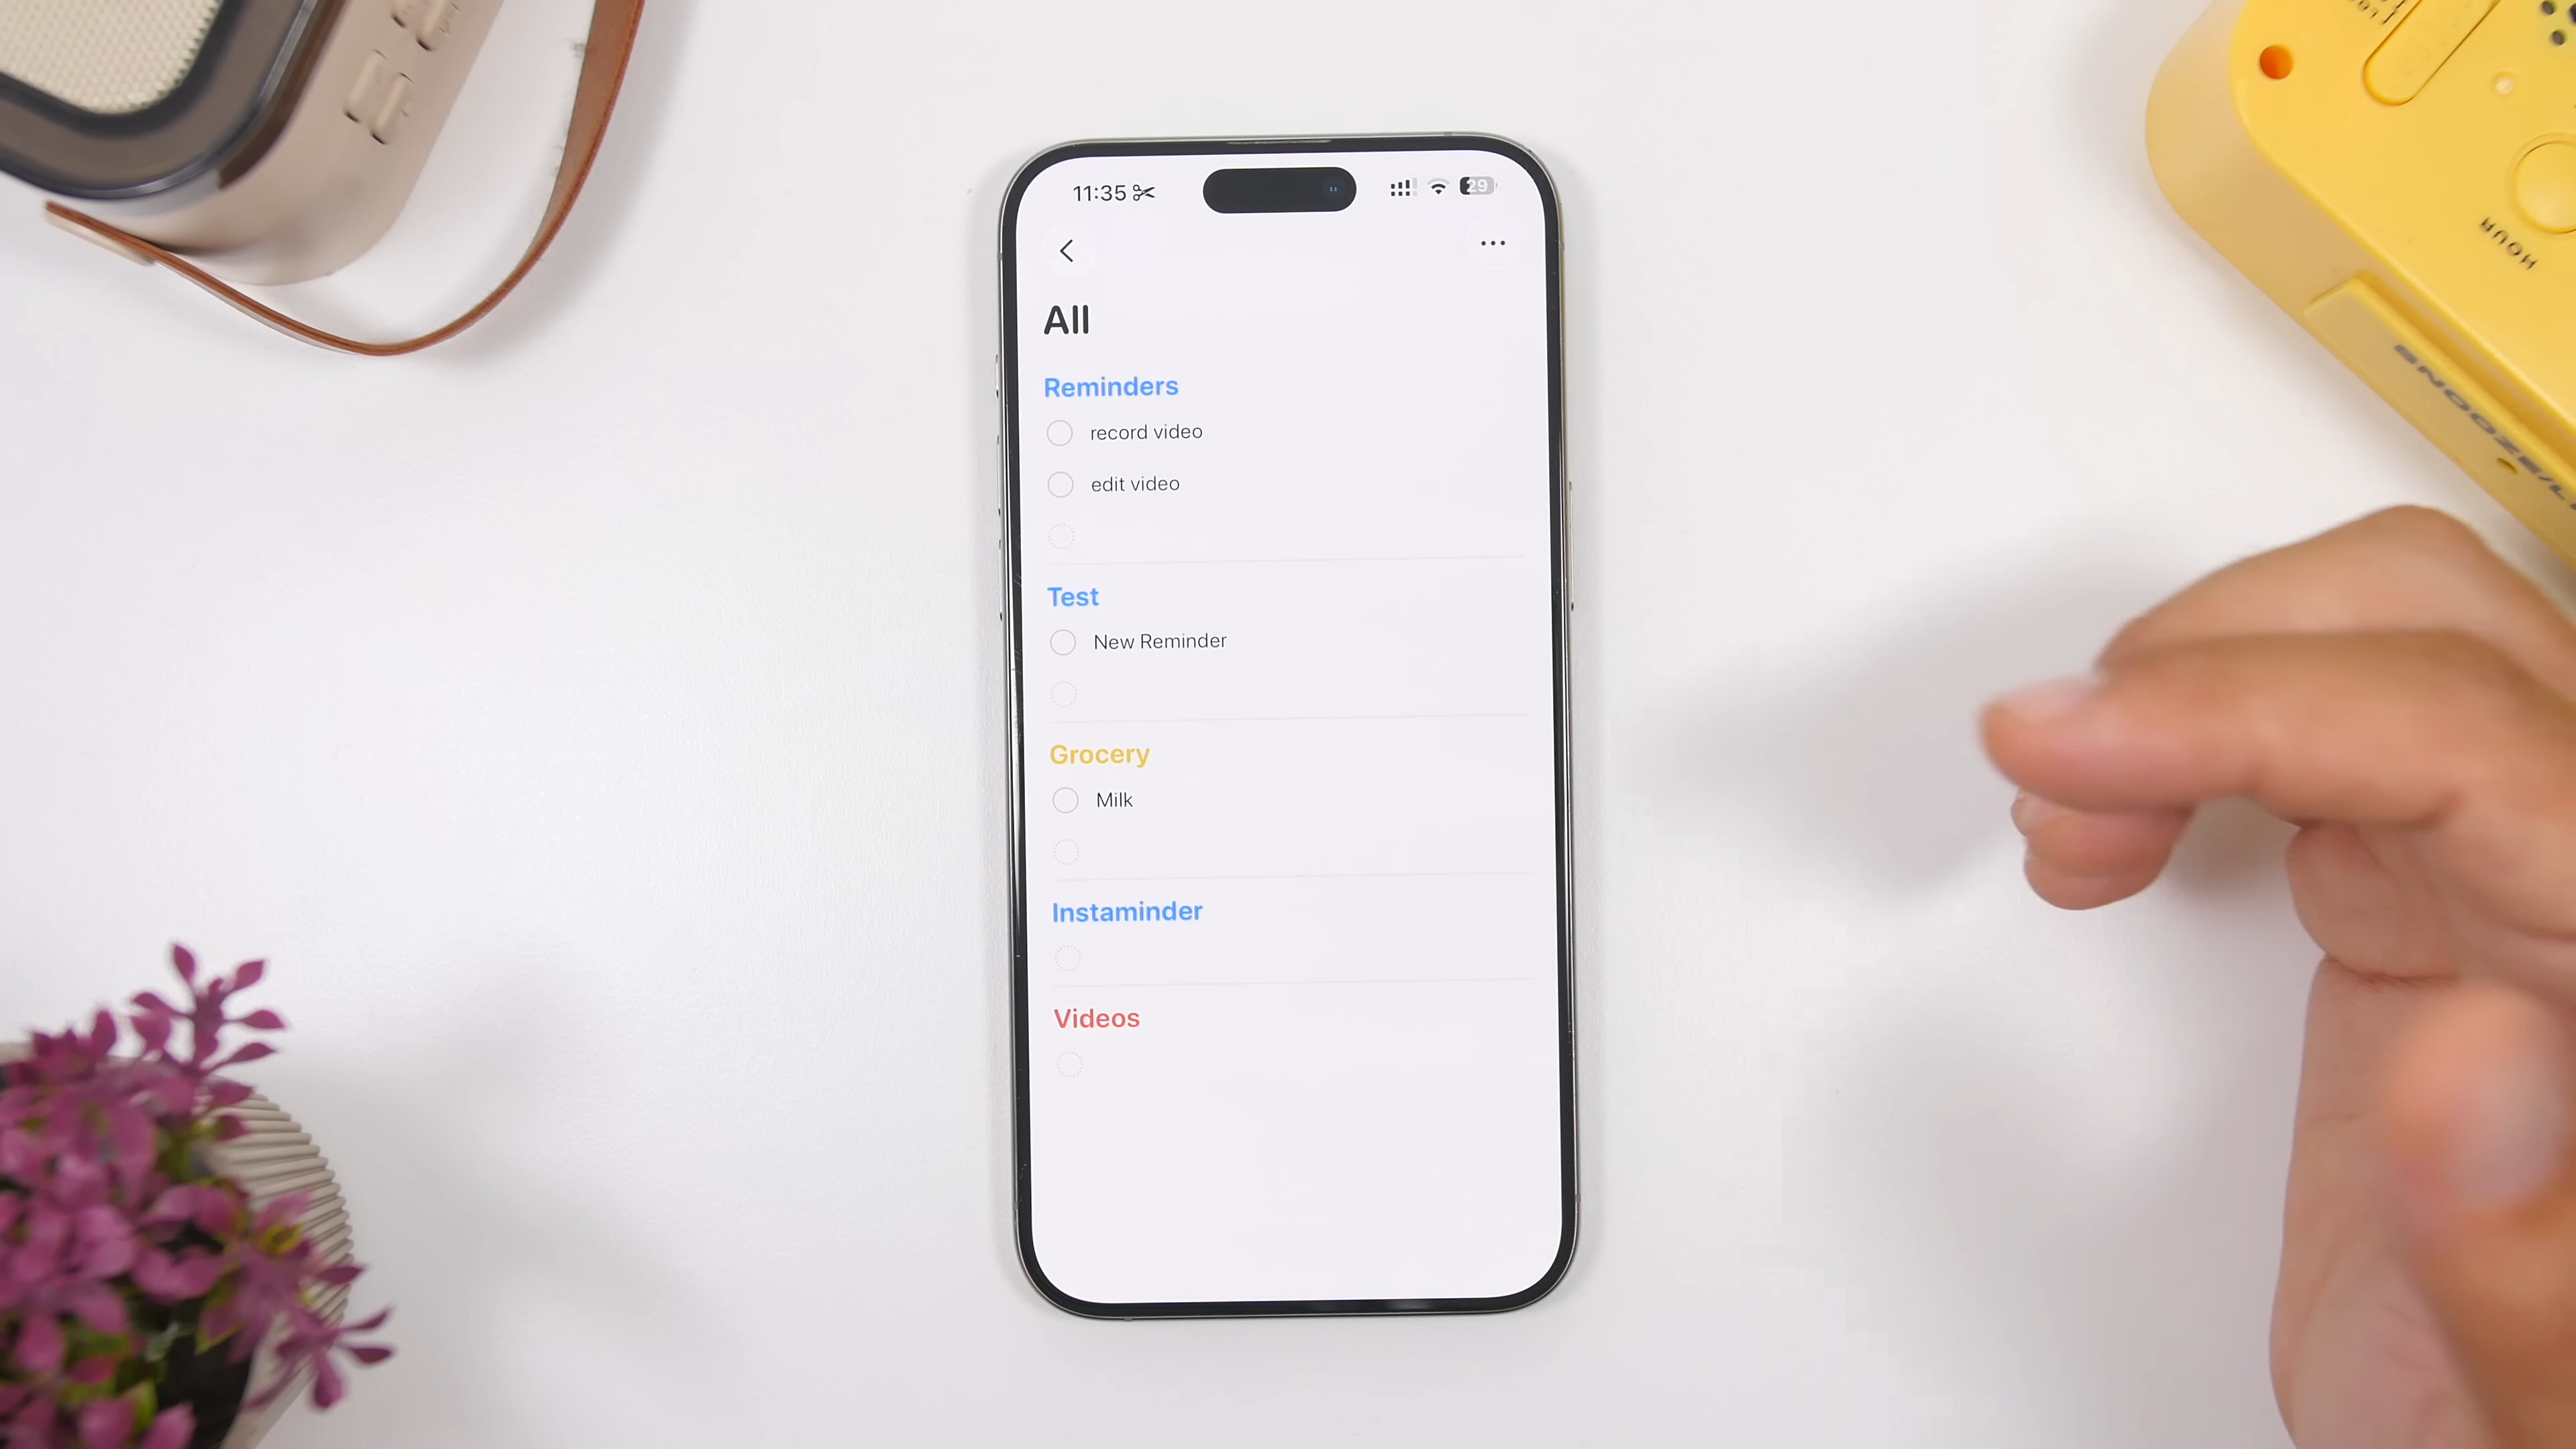 11:35
29
All
Reminders
record video
edit video
Test
New Reminder
Grocery
Milk
Instaminder
Videos
HOUR